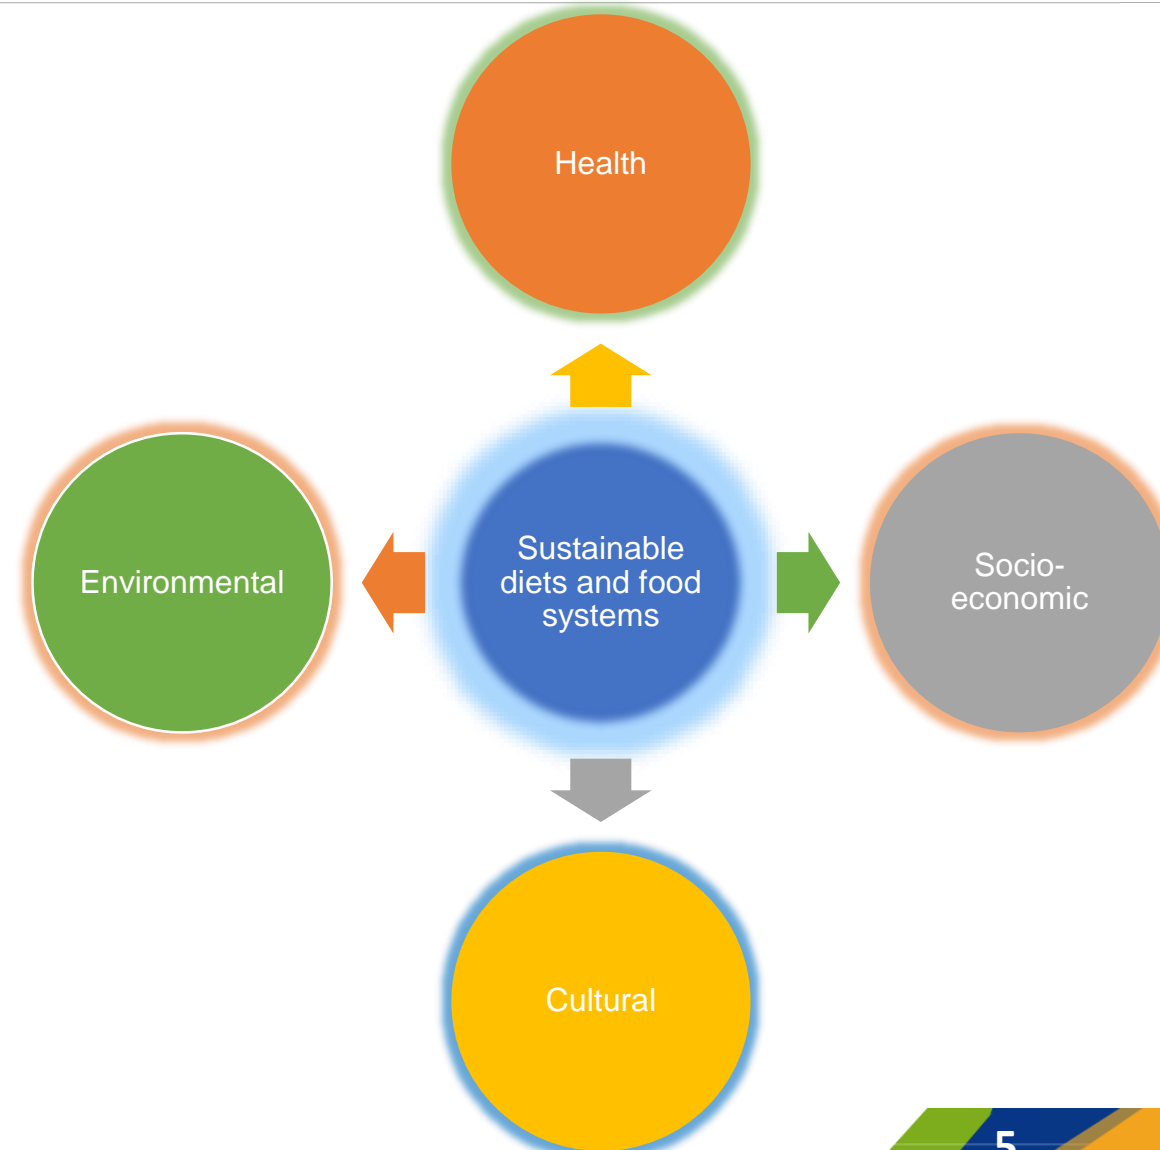 Health
Environmental
Sustainable
diets and food
systems
Socio-
economic
Cultural
5